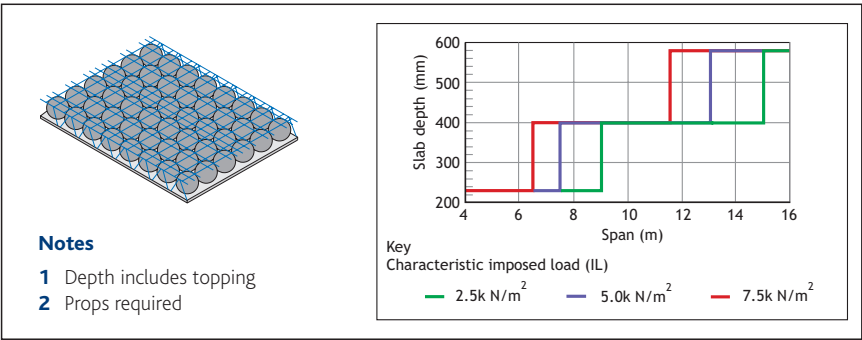 Notes
1 Depth includes topping
2 Props required
Slab depth (mm)
600
500
400
300
200
4 6 8 10 12 14 16
Span (m)
Key
Characteristic imposed load (IL)
2.5k N/m² 5.0k N/m² 7.5k N/m²